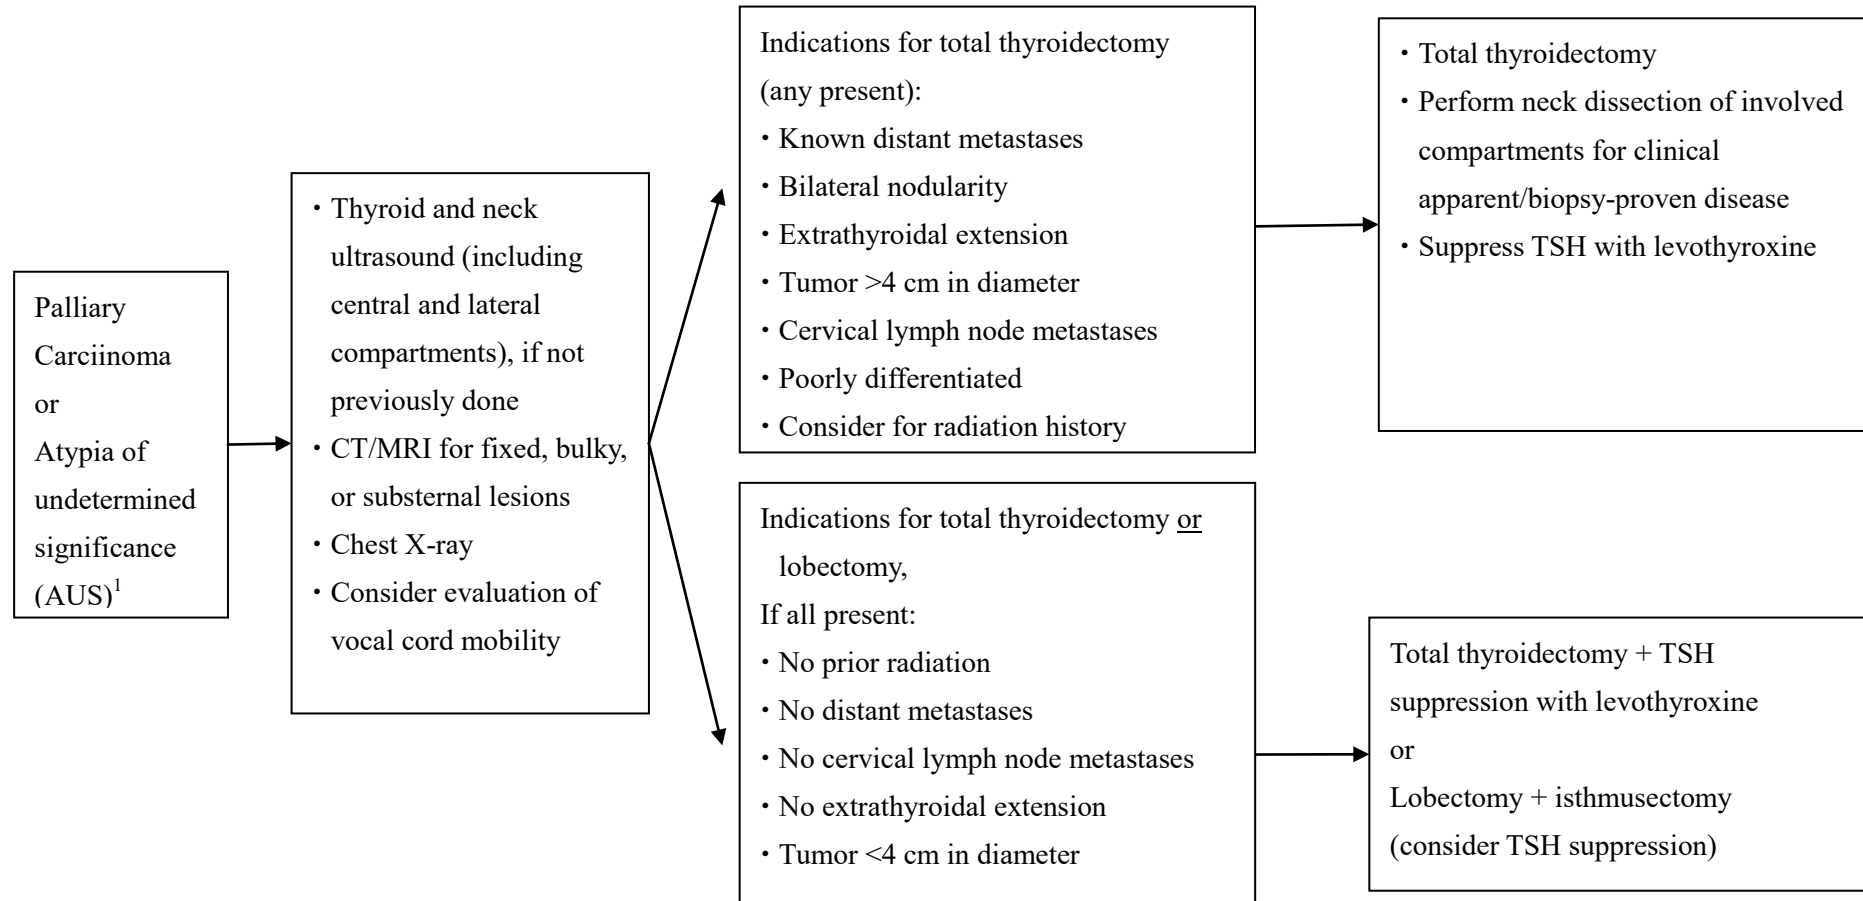 Palliary
Carciinoma
or
Atypia of
undetermined
significance
(AUS)1
・Thyroid and neck
ultrasound (including
central and lateral
compartments), if not
previously done
・CT/MRI for fixed, bulky,
or substernal lesions
・Chest X-ray
・Consider evaluation of
vocal cord mobility
Indications for total thyroidectomy
(any present):
・Known distant metastases
・Bilateral nodularity
・Extrathyroidal extension
・Tumor >4 cm in diameter
・Cervical lymph node metastases
・Poorly differentiated
・Consider for radiation history
・Total thyroidectomy
・Perform neck dissection of involved
compartments for clinical
apparent/biopsy-proven disease
・Suppress TSH with levothyroxine
Indications for total thyroidectomy or
lobectomy,
If all present:
・No prior radiation
・No distant metastases
・No cervical lymph node metastases
・No extrathyroidal extension
・Tumor <4 cm in diameter
Total thyroidectomy + TSH
suppression with levothyroxine
or
Lobectomy + isthmusectomy
(consider TSH suppression)